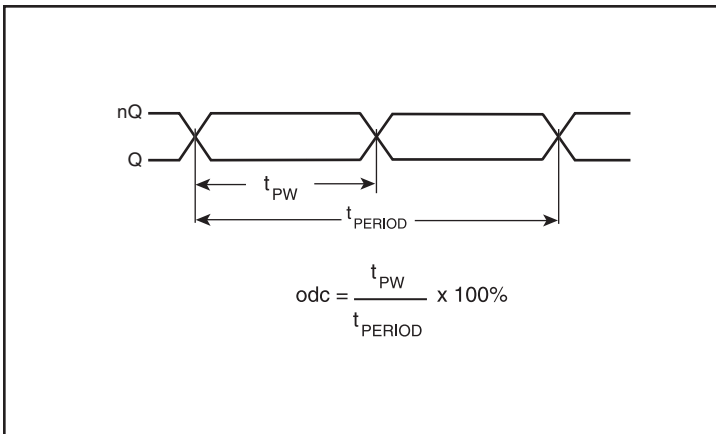 nQ
Q
tPW
tPERIOD
odc = tPW / tPERIOD x 100%